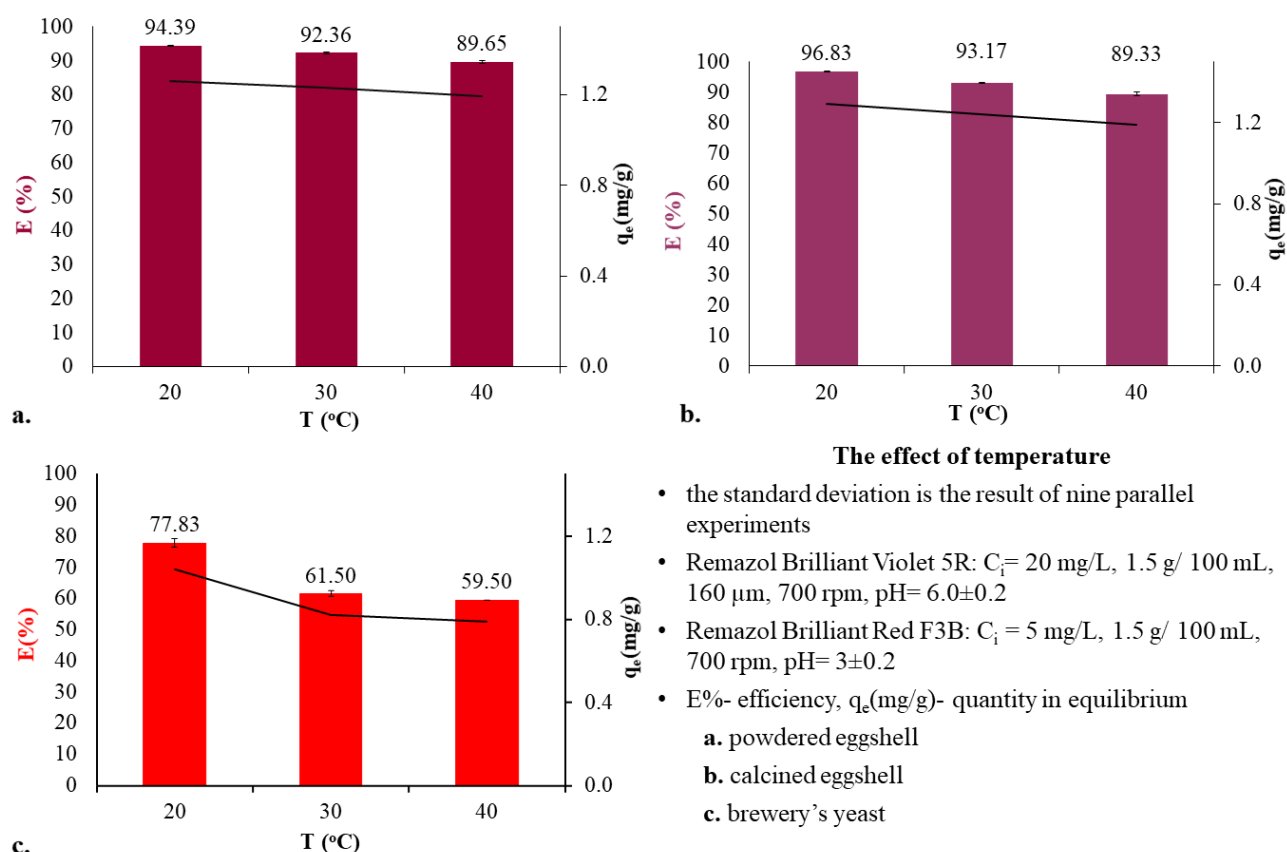 94.39 92.36 89.65
100
90
80
70
60
50
40
30
20
10
0
E (%)
1.2
0.8
0.4
0.0
qe(mg/g)
20 30 40
T (°C)
a.
96.83 93.17 89.33
100
90
80
70
60
50
40
30
20
10
0
E (%)
1.2
0.8
0.4
0.0
qe(mg/g)
20 30 40
T (°C)
b.
77.83 61.50 59.50
100
90
80
70
60
50
40
30
20
10
0
E(%)
1.2
0.8
0.4
0.0
qe(mg/g)
20 30 40
T (°C)
c.
The effect of temperature
• the standard deviation is the result of nine parallel
experiments
• Remazol Brilliant Violet 5R: Ci= 20 mg/L, 1.5 g/ 100 mL,
160 µm, 700 rpm, pH= 6.0±0.2
• Remazol Brilliant Red F3B: Ci = 5 mg/L, 1.5 g/ 100 mL,
700 rpm, pH= 3±0.2
• E%- efficiency, qe(mg/g)- quantity in equilibrium
a. powdered eggshell
b. calcined eggshell
c. brewery's yeast